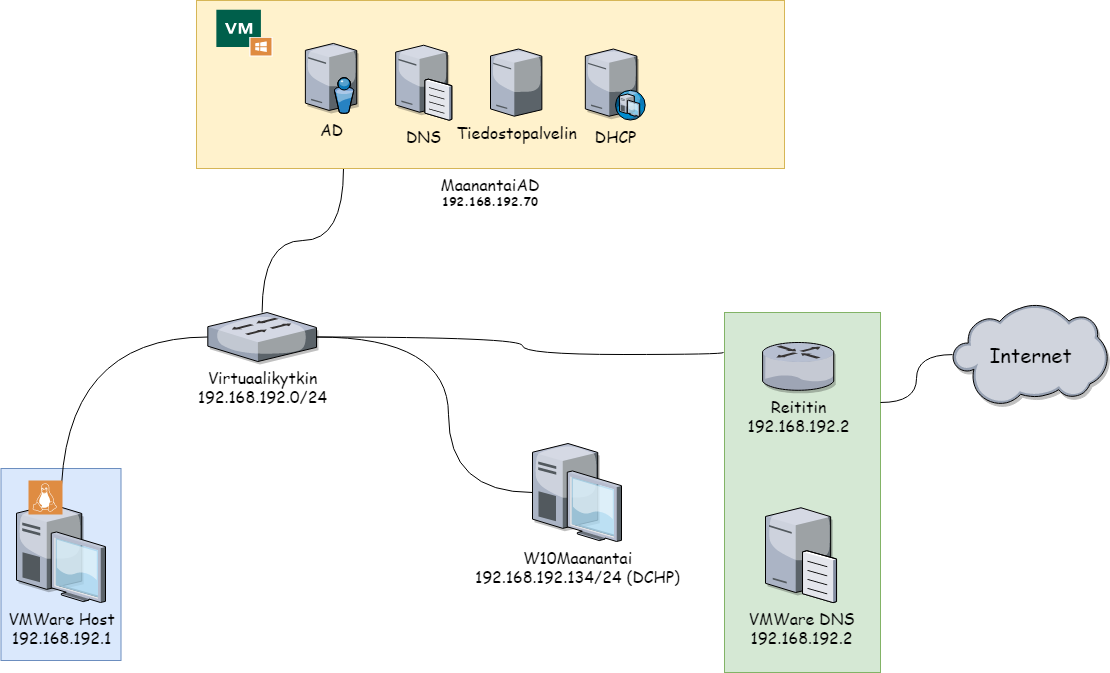 VM
AD
DNS
Tiedostopalvelin
DHCP
MaanantaiAD
192.168.192.70
Virtuaalikytkin
192.168.192.0/24
Internet
Reititin
192.168.192.2
W10Maanantai
192.168.192.134/24 (DCHP)
VMWare Host
192.168.192.1
VMWare DNS
192.168.192.2